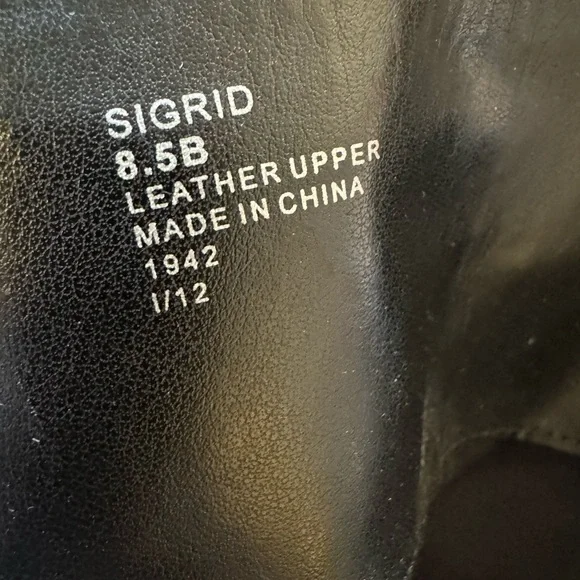 SIGRID
8.5B
LEATHER UPPER
MADE IN CHINA
1942
I/12